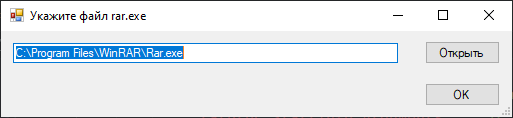 Укажите файл rar.exe
C:\Program Files\WinRAR\Rar.exe
Открыть
OK